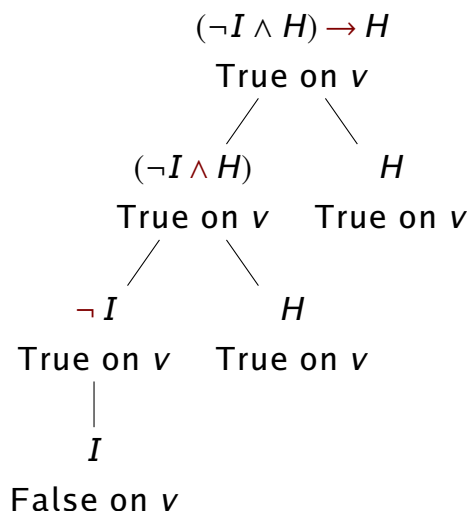 (¬I ∧ H) → H
True on v
(¬I ∧ H) H
True on v True on v
¬ I H
True on v True on v
I
False on v